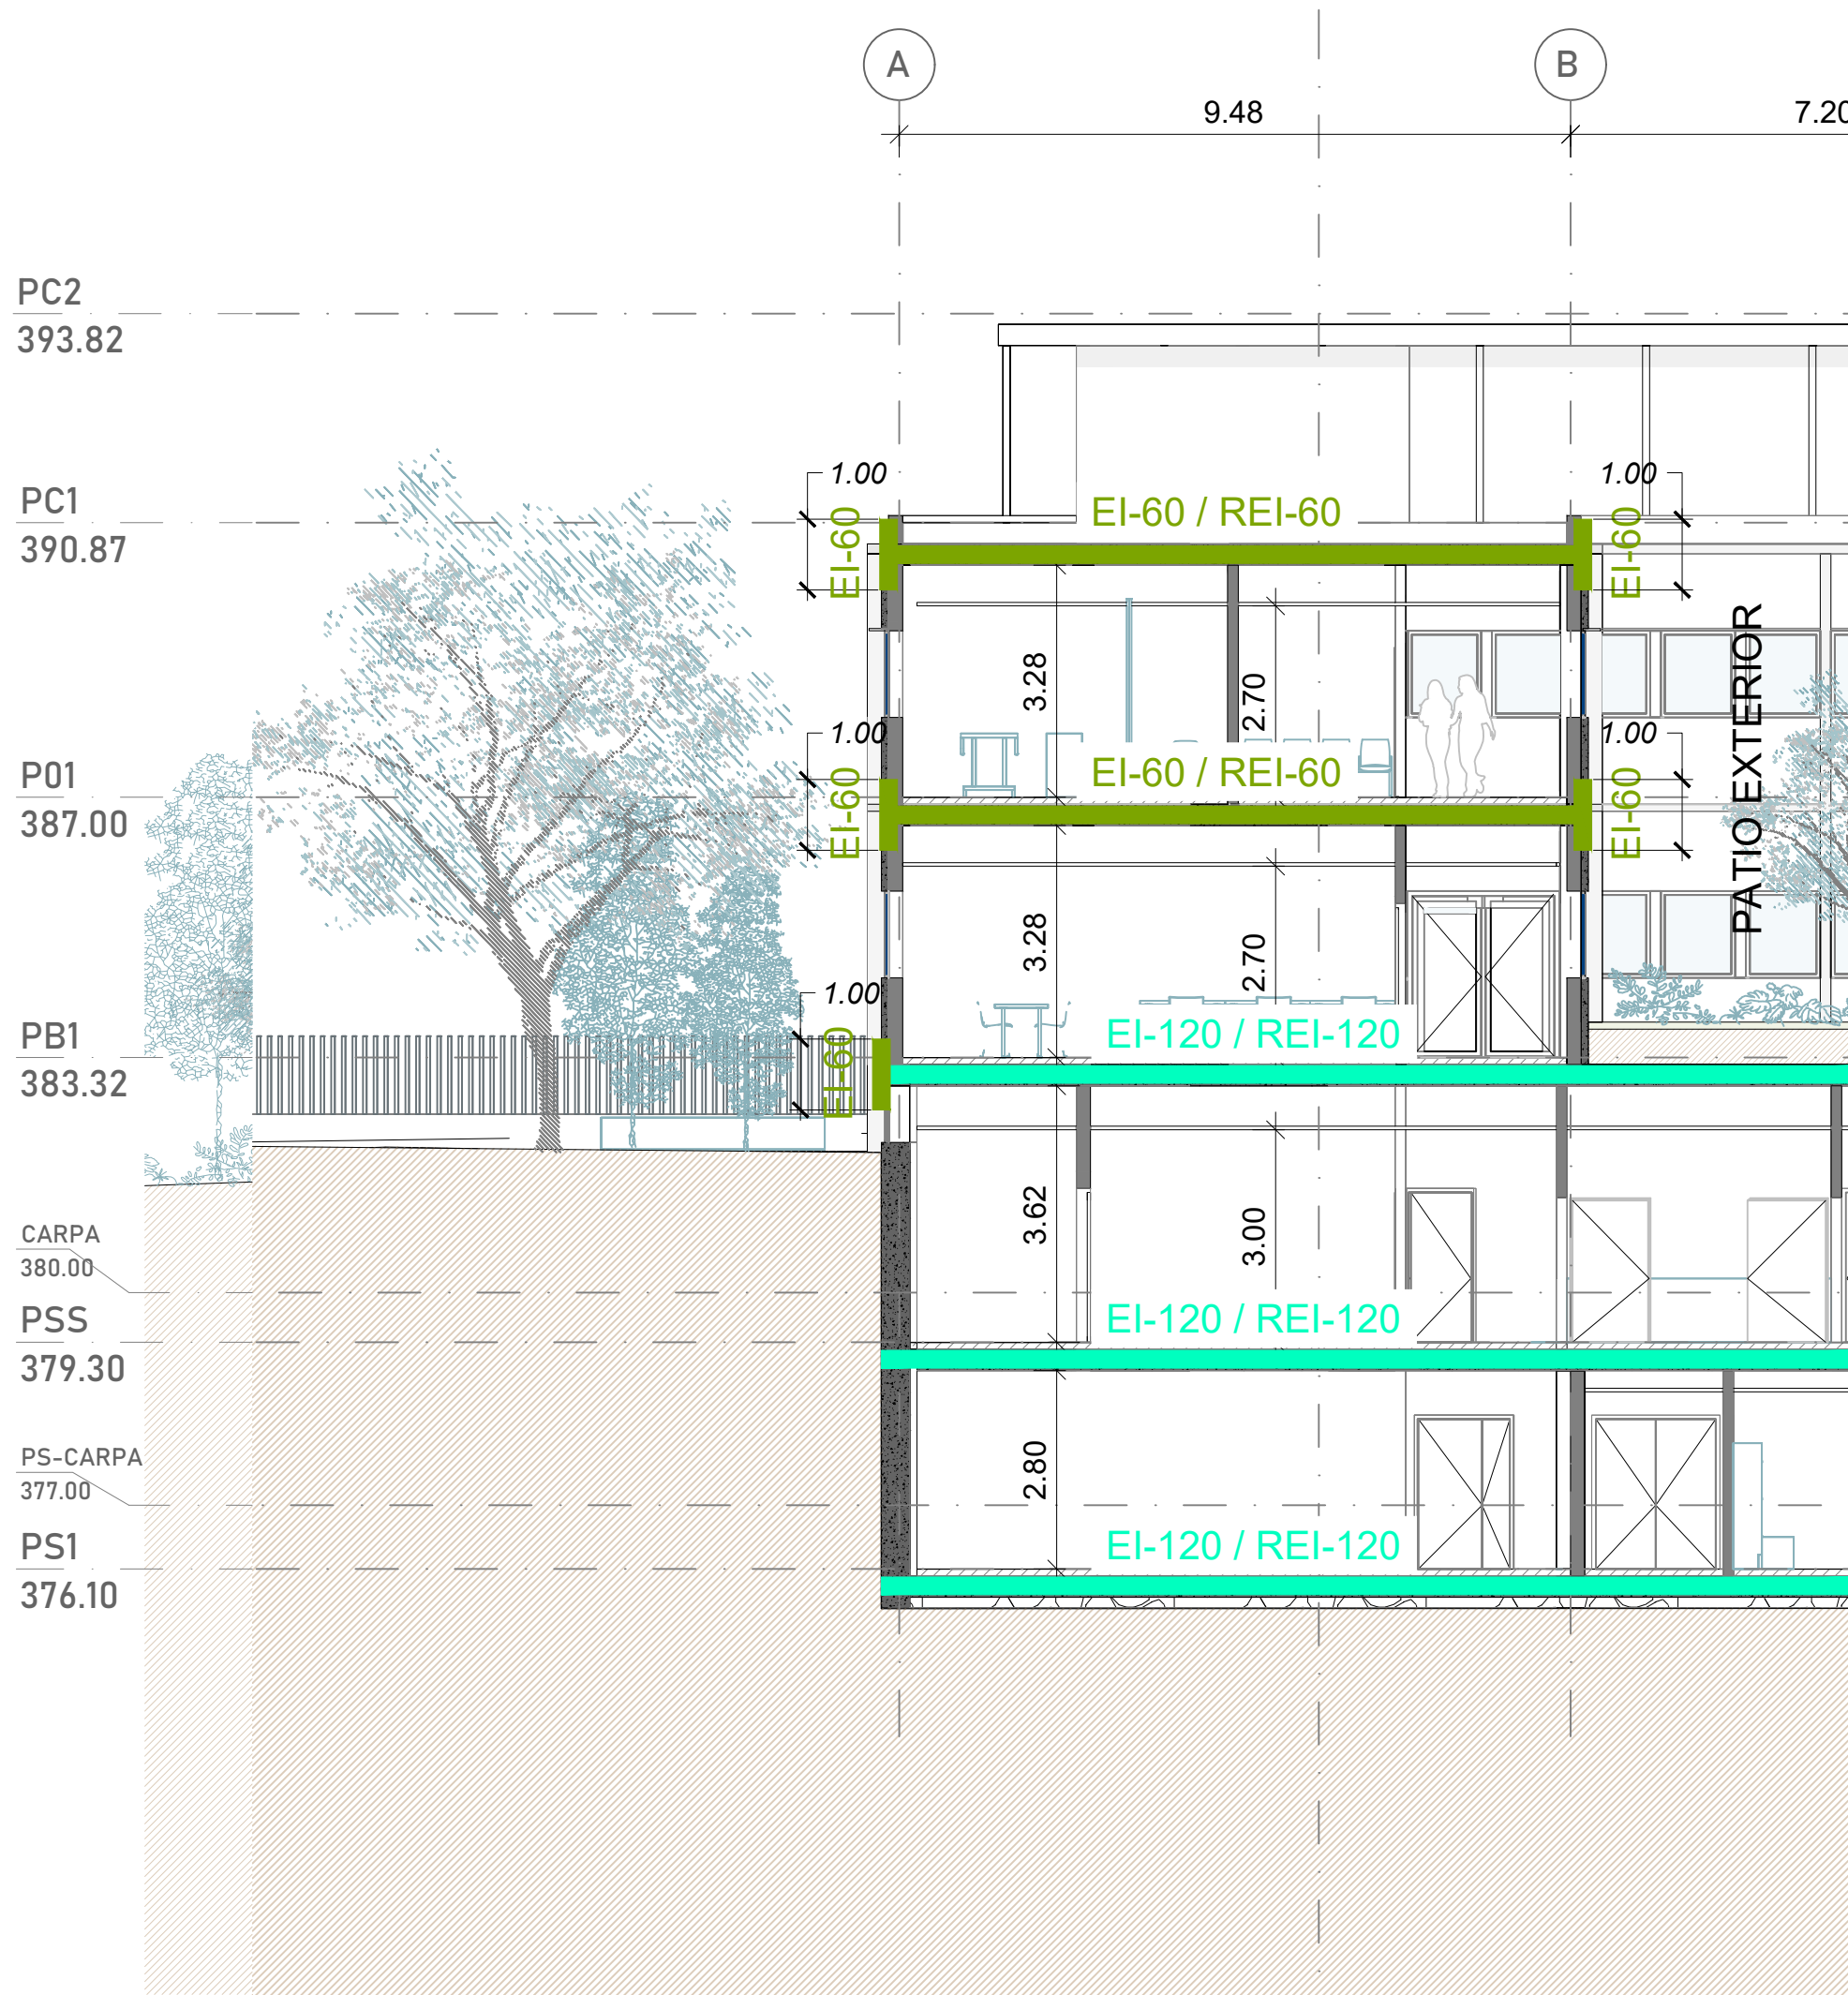 A
B
9.48
7.20
PC2
393.82
1.00
1.00
PC1
390.87
EI-60
EI-60 / REI-60
EI-60
3.28
2.70
PATIO EXTERIOR
1.00
1.00
P01
387.00
EI-60
EI-60 / REI-60
EI-60
3.28
2.70
1.00
PB1
383.32
EI-60
EI-120 / REI-120
3.62
3.00
CARPA
380.00
PSS
379.30
EI-120 / REI-120
2.80
PS-CARPA
377.00
PS1
376.10
EI-120 / REI-120